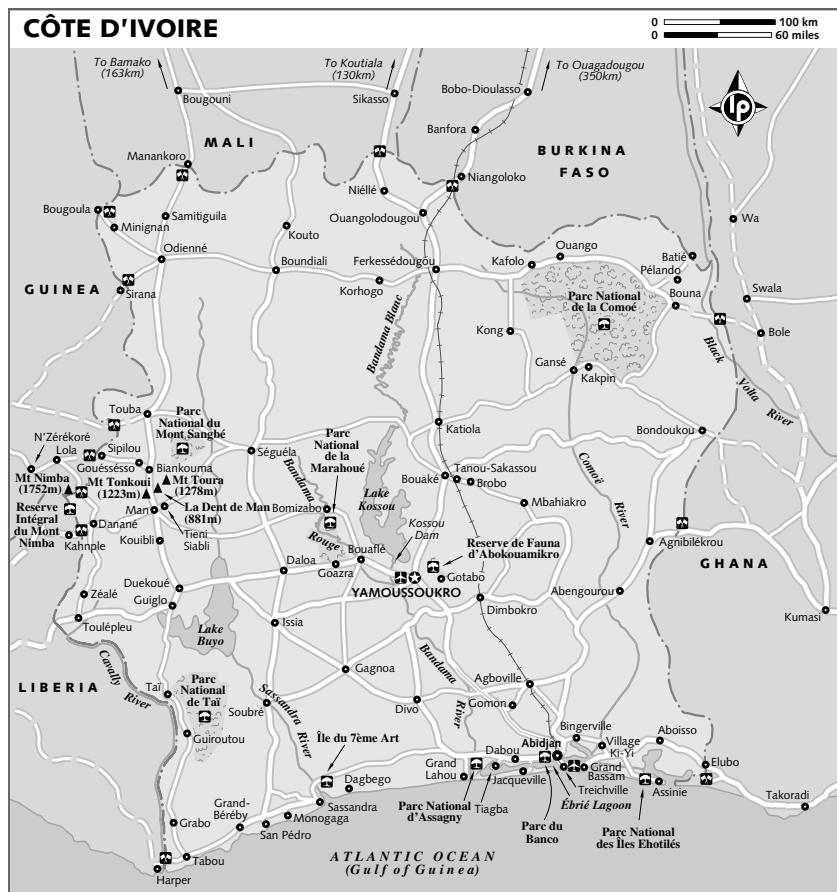 CÔTE D'IVOIRE
0 100 km
0 60 miles
To Bamako
(163km)
To Koutiala
(130km)
To Ouagadougou
(350km)
Bougouni
Sikasso
Bobo-Dioulasso
lp
Banfora
MALI
BURKINA
FASO
Manankoro
Niangoloko
Niéllé
Bougoula
Samitiguila
Ouangolodougou
Wa
Minignan
Kouto
Odienné
Ouango
Batié
Boundiali
Ferkessédougou
Kafolo
Pélando
GUINEA
Sirana
Korhogo
Parc National
de la Comoé
Bouna
Swala
Bandama Blanc
Kong
Bole
Black
Volta
River
Gansé
Kakpin
Touba
Parc
National du
Mont Sangbé
Katiola
Bondoukou
N'Zérékoré
Lola
Sipilou
Séguéla
Parc
National
de la
Marahoué
Gouéssésso
Biankouma
Mt Nimba
(1752m)
Mt Tonkoui
(1223m)
Mt Toura
(1278m)
Bandama
Rouge
Lake
Kossou
Bouaké
Tanou-Sakassou
Brobo
Comoë
River
La Dent de Man
(881m)
Reserve
Intégral
du Mont
Nimba
Man
Bomizabo
Mbahiakro
Danané
Tieni
Siabli
Kossou
Dam
Kahnple
Kouibli
Reserve de Fauna
d'Abokouamikro
Agnibilékrou
Bouaflé
Daloa
Goazra
Gotabo
GHANA
YAMOUSSOUKRO
Duekoué
Zéalé
Guiglo
Abengourou
Dimbokro
Kumasi
Toulépleu
Lake
Buyo
Issia
Cavally
River
Gagnoa
Bandama
River
Agboville
LIBERIA
Parc
National
de Taï
Taï
Sassandra
River
Divo
Gomon
Soubré
Guiroutou
Bingerville
Aboisso
Île du 7ème Art
Abidjan
Village
Ki-Yi
Dabou
Grand
Lahou
Elubo
Dagbego
Jacqueville
Grand
Bassam
Treichville
Assinie
Tiagba
Ébrié Lagoon
Takoradi
Parc National
d'Assagny
Grand-
Béréby
Sassandra
Monogaga
San Pédro
Grabo
Parc du
Banco
Parc National
des Îles Ehotilés
Tabou
Harper
ATLANTIC OCEAN
(Gulf of Guinea)